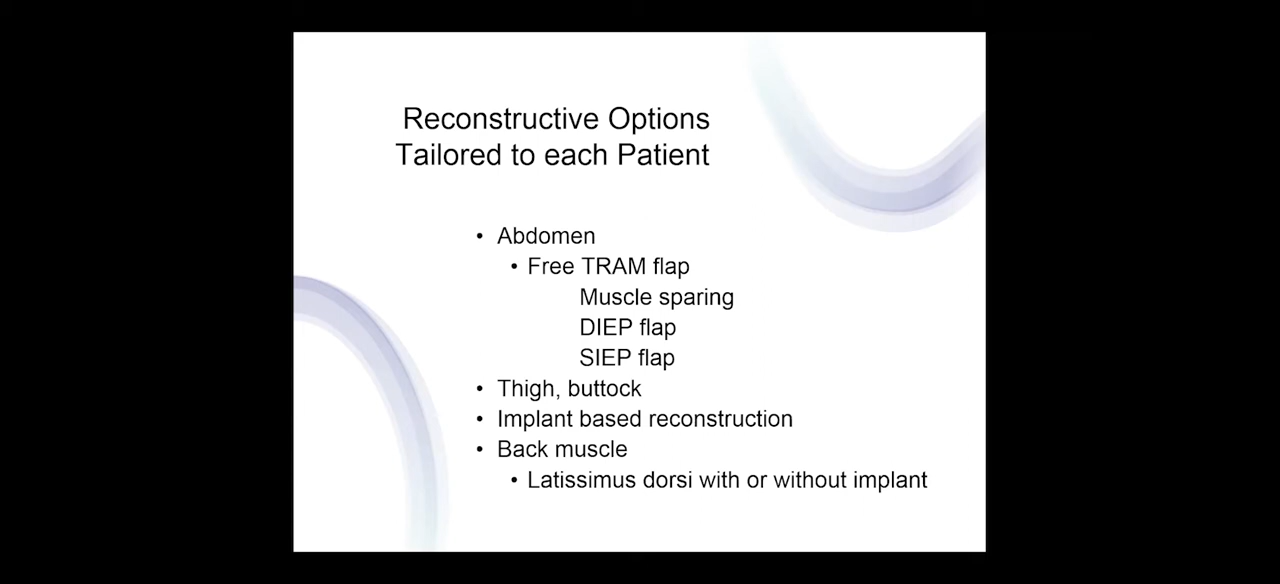 Reconstructive Options
Tailored to each Patient
• Abdomen
• Free TRAM flap
Muscle sparing
DIEP flap
SIEP flap
• Thigh, buttock
• Implant based reconstruction
• Back muscle
• Latissimus dorsi with or without implant